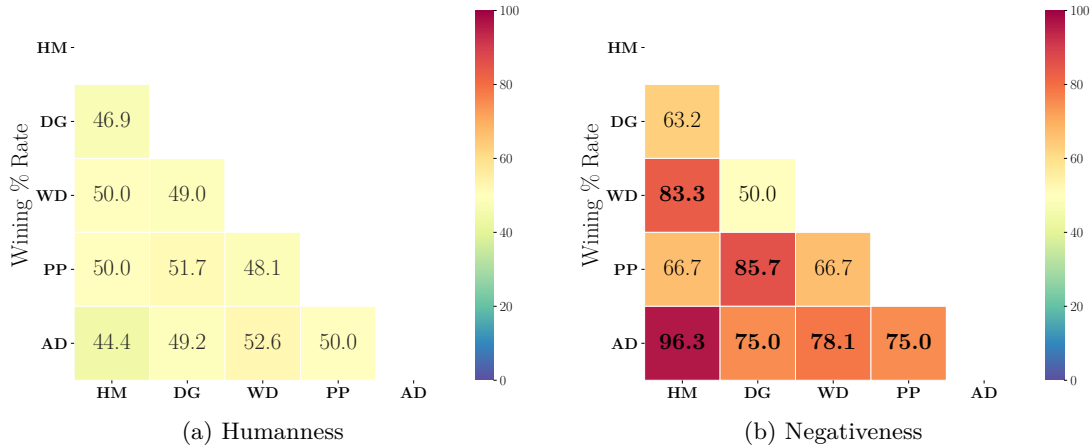 Wining % Rate
HM
DG
46.9
WD
50.0 49.0
PP
50.0 51.7 48.1
AD
44.4 49.2 52.6 50.0
HM DG WD PP AD
100
80
60
40
20
0
(a) Humanness
Wining % Rate
HM
DG
63.2
WD
83.3 50.0
PP
66.7 85.7 66.7
AD
96.3 75.0 78.1 75.0
HM DG WD PP AD
100
80
60
40
20
0
(b) Negativeness